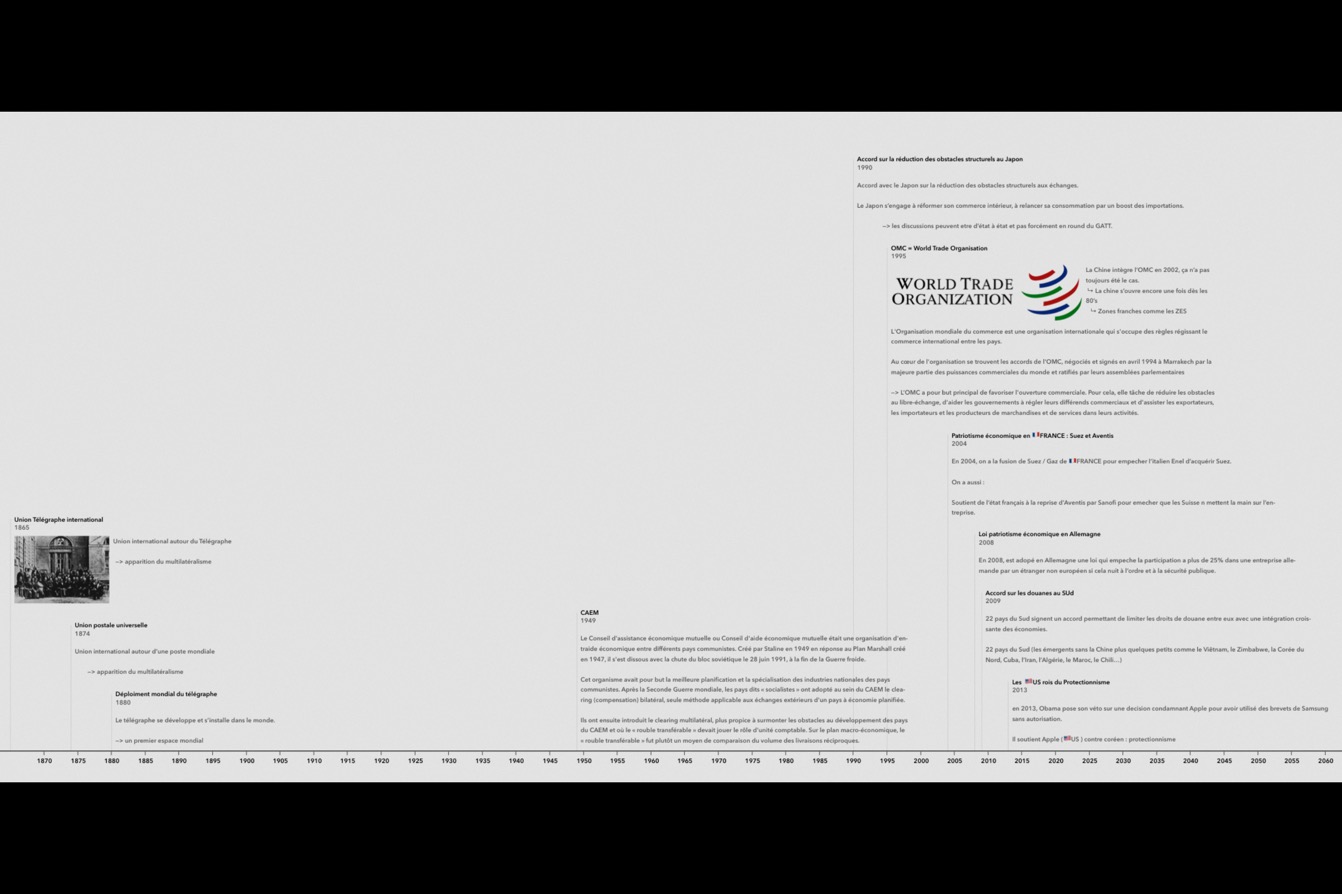 Accord sur la réduction des obstacles structurels au Japon
1990
Accord avec le Japon sur la réduction des obstacles structurels aux échanges.
Le Japon s'engage à réformer son commerce intérieur, à relancer sa consommation par un boost des importations.
–> les discussions peuvent etre d'état à état et pas forcément en round du GATT.
OMC = World Trade Organisation
1995
WORLD TRADE
ORGANIZATION
La Chine intègre l'OMC en 2002, ça n'a pas
toujours été le cas.
↪ La chine s'ouvre encore une fois dès les
80's
↪ Zones franches comme les ZES
L'Organisation mondiale du commerce est une organisation internationale qui s'occupe des règles régissant le
commerce international entre les pays.
Au cœur de l'organisation se trouvent les accords de l'OMC, négociés et signés en avril 1994 à Marrakech par la
majeure partie des puissances commerciales du monde et ratifiés par leurs assemblées parlementaires
–> L'OMC a pour but principal de favoriser l'ouverture commerciale. Pour cela, elle tâche de réduire les obstacles
au libre-échange, d'aider les gouvernements à régler leurs différends commerciaux et d'assister les exportateurs,
les importateurs et les producteurs de marchandises et de services dans leurs activités.
Patriotisme économique en 🇫🇷FRANCE : Suez et Aventis
2004
En 2004, on a la fusion de Suez / Gaz de 🇫🇷FRANCE pour empecher l'italien Enel d'acquérir Suez.
On a aussi :
Soutien de l'état français à la reprise d'Aventis par Sanofi pour emecher que les Suisse n mettent la main sur l'en-
treprise.
Union Télégraphe international
1865
Union international autour du Télégraphe
–> apparition du multilatéralisme
Loi patriotisme économique en Allemagne
2008
En 2008, est adopé en Allemagne une loi qui empeche la participation a plus de 25% dans une entreprise alle-
mande par un étranger non européen si cela nuit à l'ordre et à la sécurité publique.
Accord sur les douanes au SUd
2009
22 pays du Sud signent un accord permettant de limiter les droits de douane entre eux avec une intégration crois-
sante des économies.
22 pays du Sud (les émergents sans la Chine plus quelques petits comme le Viêtnam, le Zimbabwe, la Corée du
Nord, Cuba, l'Iran, l'Algérie, le Maroc, le Chili...)
CAEM
1949
Le Conseil d'assistance économique mutuelle ou Conseil d'aide économique mutuelle était une organisation d'en-
traide économique entre différents pays communistes. Créé par Staline en 1949 en réponse au Plan Marshall créé
en 1947, il s'est dissous avec la chute du bloc soviétique le 28 juin 1991, à la fin de la Guerre froide.
Cet organisme avait pour but la meilleure planification et la spécialisation des industries nationales des pays
communistes. Après la Seconde Guerre mondiale, les pays dits « socialistes » ont adopté au sein du CAEM le clea-
ring (compensation) bilatéral, seule méthode applicable aux échanges extérieurs d'un pays à économie planifiée.
Ils ont ensuite introduit le clearing multilatéral, plus propice à surmonter les obstacles au développement des pays
du CAEM et où le « rouble transférable » devait jouer le rôle d'unité comptable. Sur le plan macro-économique, le
« rouble transférable » fut plutôt un moyen de comparaison du volume des livraisons réciproques.
Union postale universelle
1874
Union international autour d'une poste mondiale
–> apparition du multilatéralisme
Déploiment mondial du télégraphe
1880
Le télégraphe se développe et s'installe dans le monde.
–> un premier espace mondial
Les 🇺🇸US rois du Protectionnisme
2013
en 2013, Obama pose son véto sur une decision condamnant Apple pour avoir utilisé des brevets de Samsung
sans autorisation.
Il soutient Apple (🇺🇸US ) contre coréen : protectionnisme
1870 1875 1880 1885 1890 1895 1900 1905 1910 1915 1920 1925 1930 1935 1940 1945 1950 1955 1960 1965 1970 1975 1980 1985 1990 1995 2000 2005 2010 2015 2020 2025 2030 2035 2040 2045 2050 2055 2060